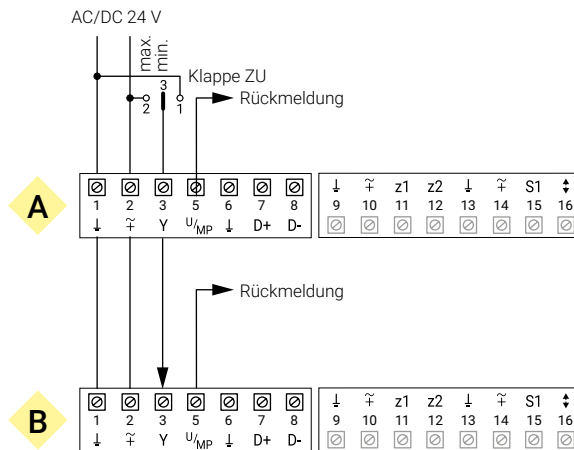 AC/DC 24 V
max.
min.
Klappe ZU
3
2 1
Rückmeldung
A
1 2 3 5 6 7 8
⏚ ≂ Y U/MP ⏚ D+ D-
⏚ ≂ z1 z2 ⏚ ≂ S1 ⬍
9 10 11 12 13 14 15 16
Rückmeldung
B
1 2 3 5 6 7 8
⏚ ≂ Y U/MP ⏚ D+ D-
⏚ ≂ z1 z2 ⏚ ≂ S1 ⬍
9 10 11 12 13 14 15 16